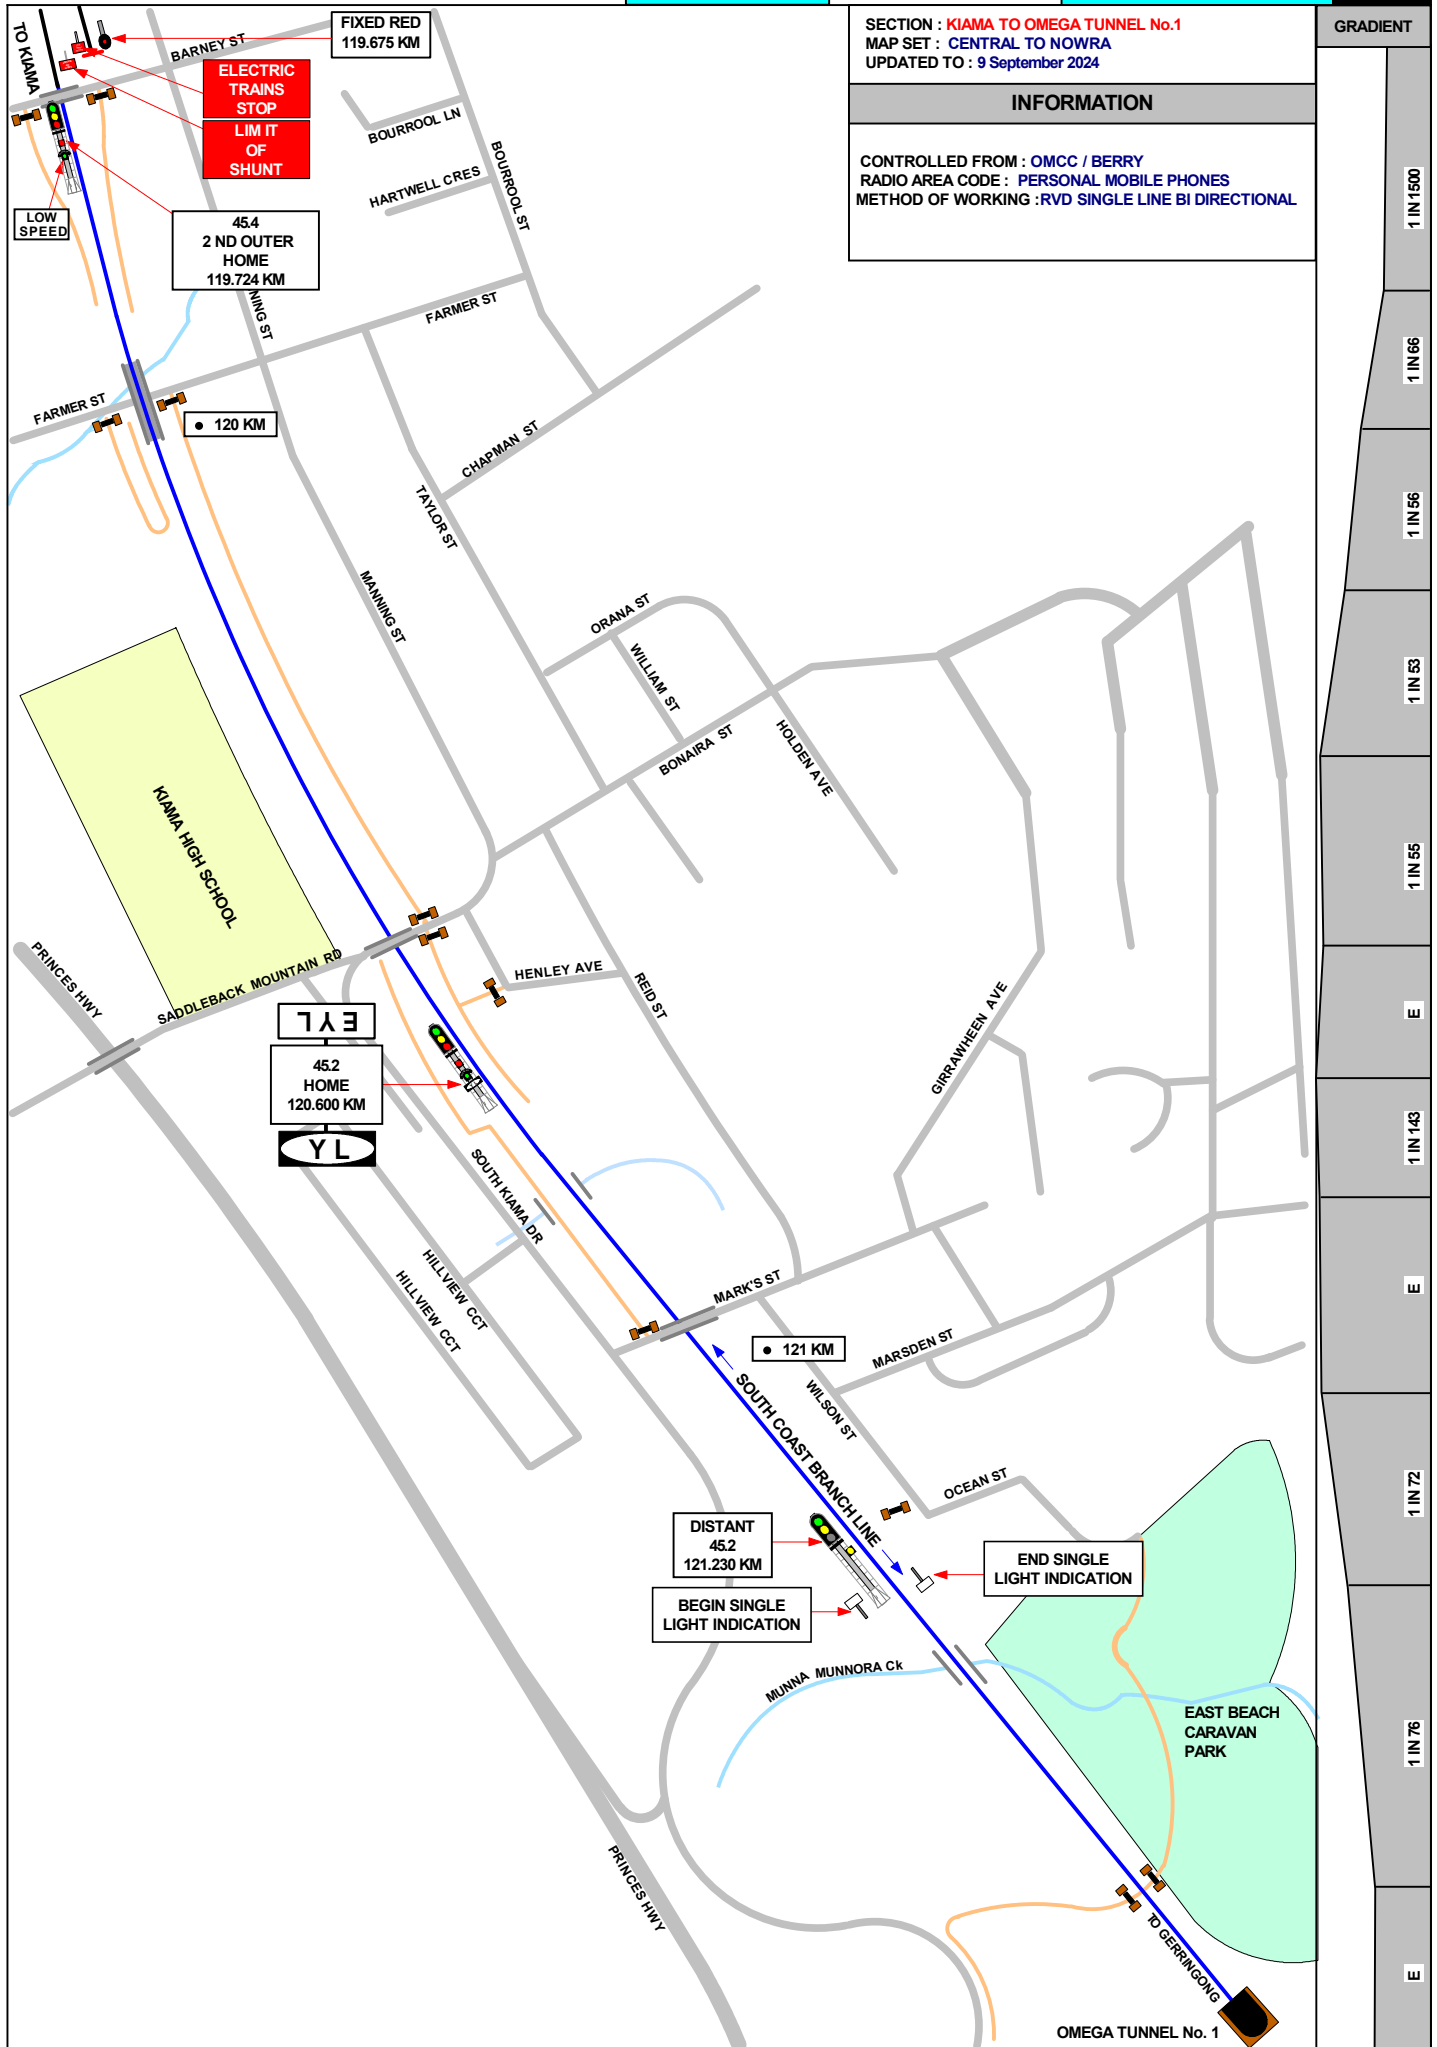 SECTION : KIAMA TO OMEGA TUNNEL No.1
MAP SET : CENTRAL TO NOWRA
UPDATED TO : 9 September 2024
INFORMATION
CONTROLLED FROM : OMCC / BERRY
RADIO AREA CODE : PERSONAL MOBILE PHONES
METHOD OF WORKING :RVD SINGLE LINE BI DIRECTIONAL
GRADIENT
1 IN 1500
1 IN 66
1 IN 56
1 IN 53
1 IN 55
E
1 IN 143
E
1 IN 72
1 IN 76
E
TO KIAMA
BARNEY ST
FIXED RED
119.675 KM
ELECTRIC
TRAINS
STOP
LIM IT
OF
SHUNT
LOW
SPEED
45.4
2 ND OUTER
HOME
119.724 KM
BOURROOL LN
HARTWELL CRES
BOURROOL ST
NING ST
FARMER ST
FARMER ST
120 KM
CHAPMAN ST
TAYLOR ST
MANNING ST
ORANA ST
WILLIAM ST
BONAIRA ST
HOLDEN AVE
KIAMA HIGH SCHOOL
PRINCES HWY
SADDLEBACK MOUNTAIN RD
HENLEY AVE
REID ST
GIRRAWHEEN AVE
EYL
45.2
HOME
120.600 KM
YL
SOUTH KIAMA DR
HILLVIEW CCT
HILLVIEW CCT
MARK'S ST
121 KM
MARSDEN ST
WILSON ST
SOUTH COAST BRANCH LINE
OCEAN ST
DISTANT
45.2
121.230 KM
END SINGLE
LIGHT INDICATION
BEGIN SINGLE
LIGHT INDICATION
MUNNA MUNNORA Ck
EAST BEACH
CARAVAN
PARK
PRINCES HWY
TO GERRINGONG
OMEGA TUNNEL No. 1